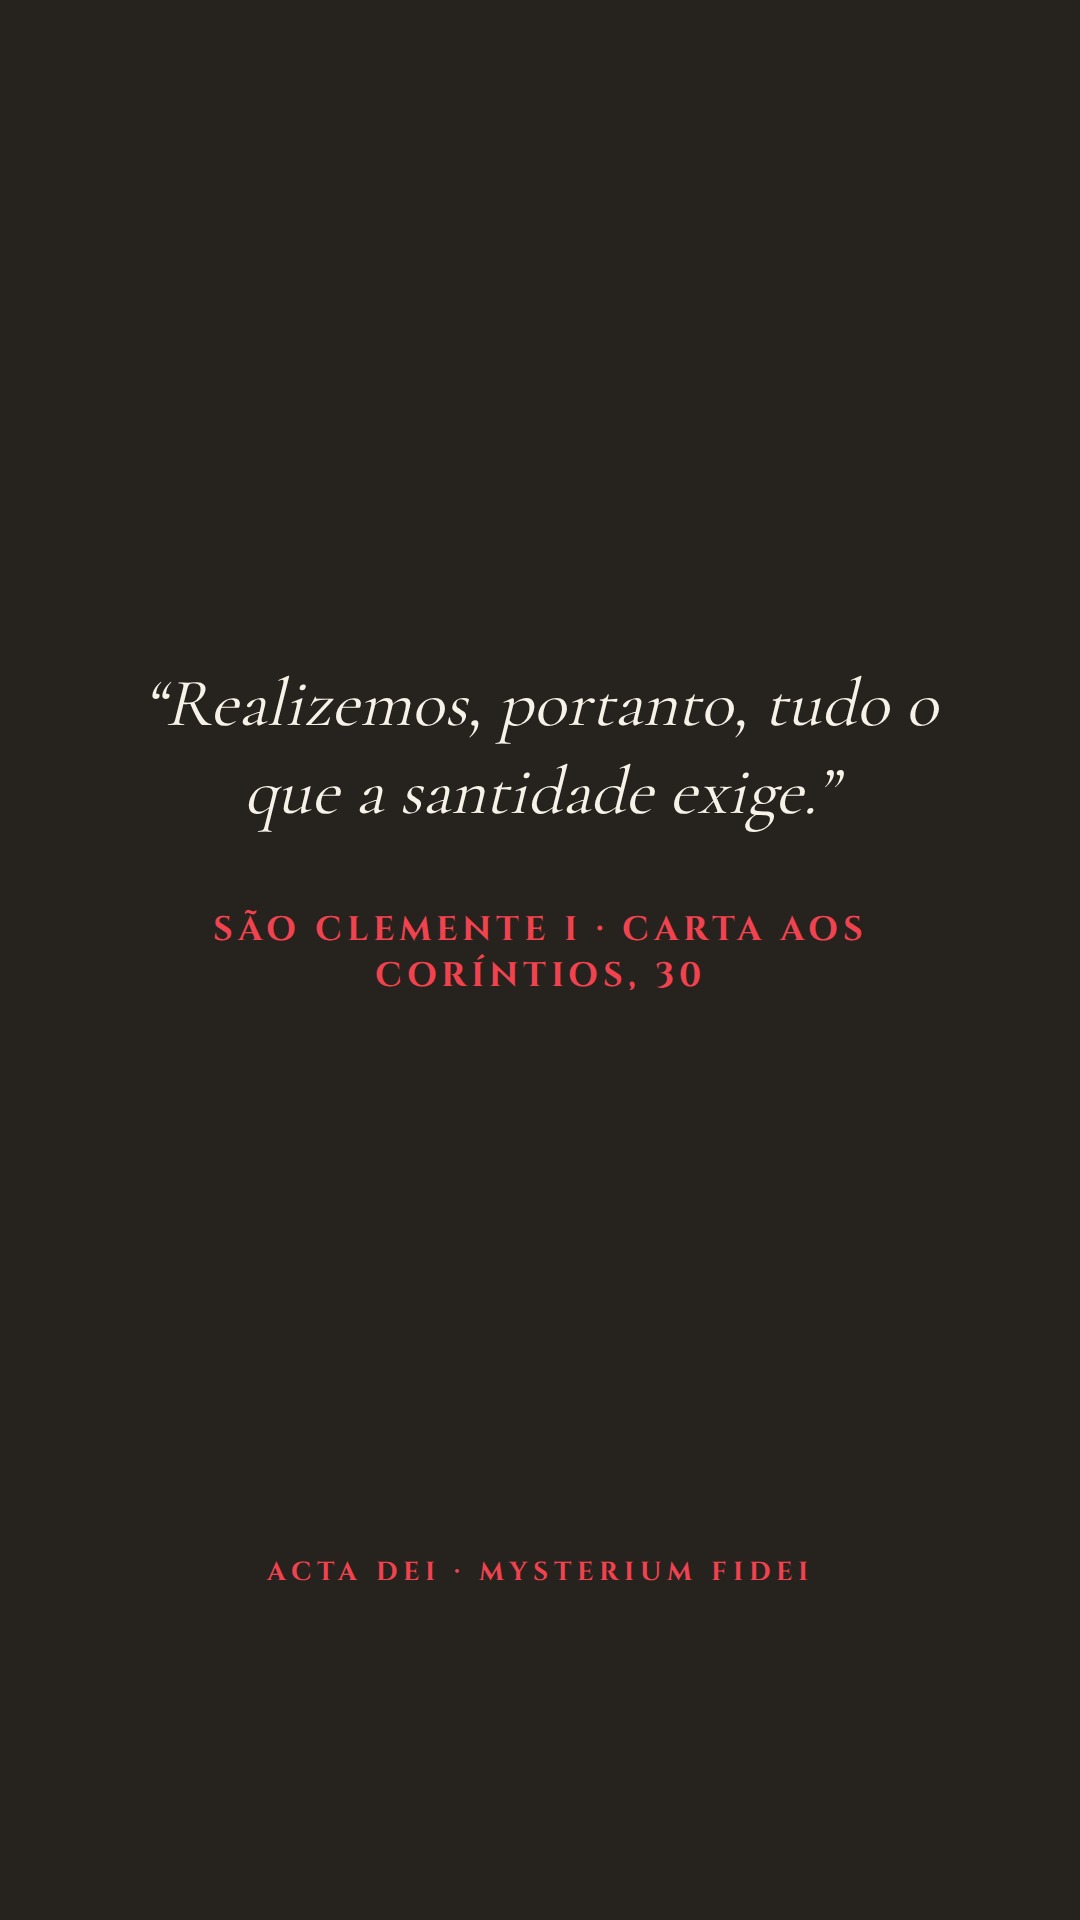 “Realizemos, portanto, tudo o
que a santidade exige.”
SÃO CLEMENTE I · CARTA AOS
CORÍNTIOS, 30
ACTA DEI · MYSTERIUM FIDEI